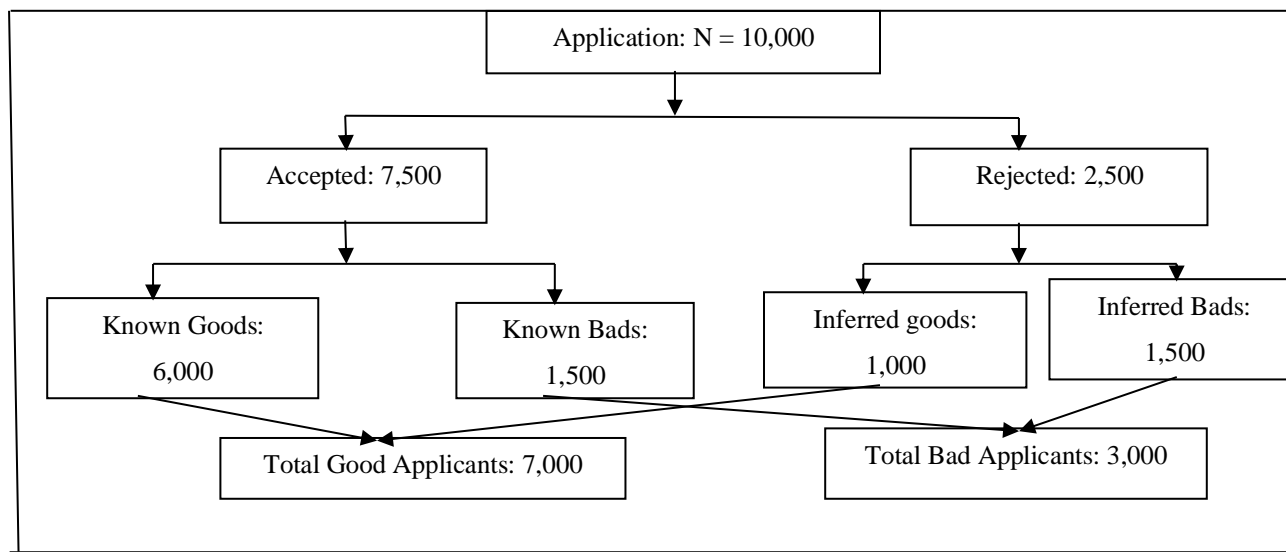 Application: N = 10,000
Accepted: 7,500
Rejected: 2,500
Known Goods:
6,000
Known Bads:
1,500
Inferred goods:
1,000
Inferred Bads:
1,500
Total Good Applicants: 7,000
Total Bad Applicants: 3,000